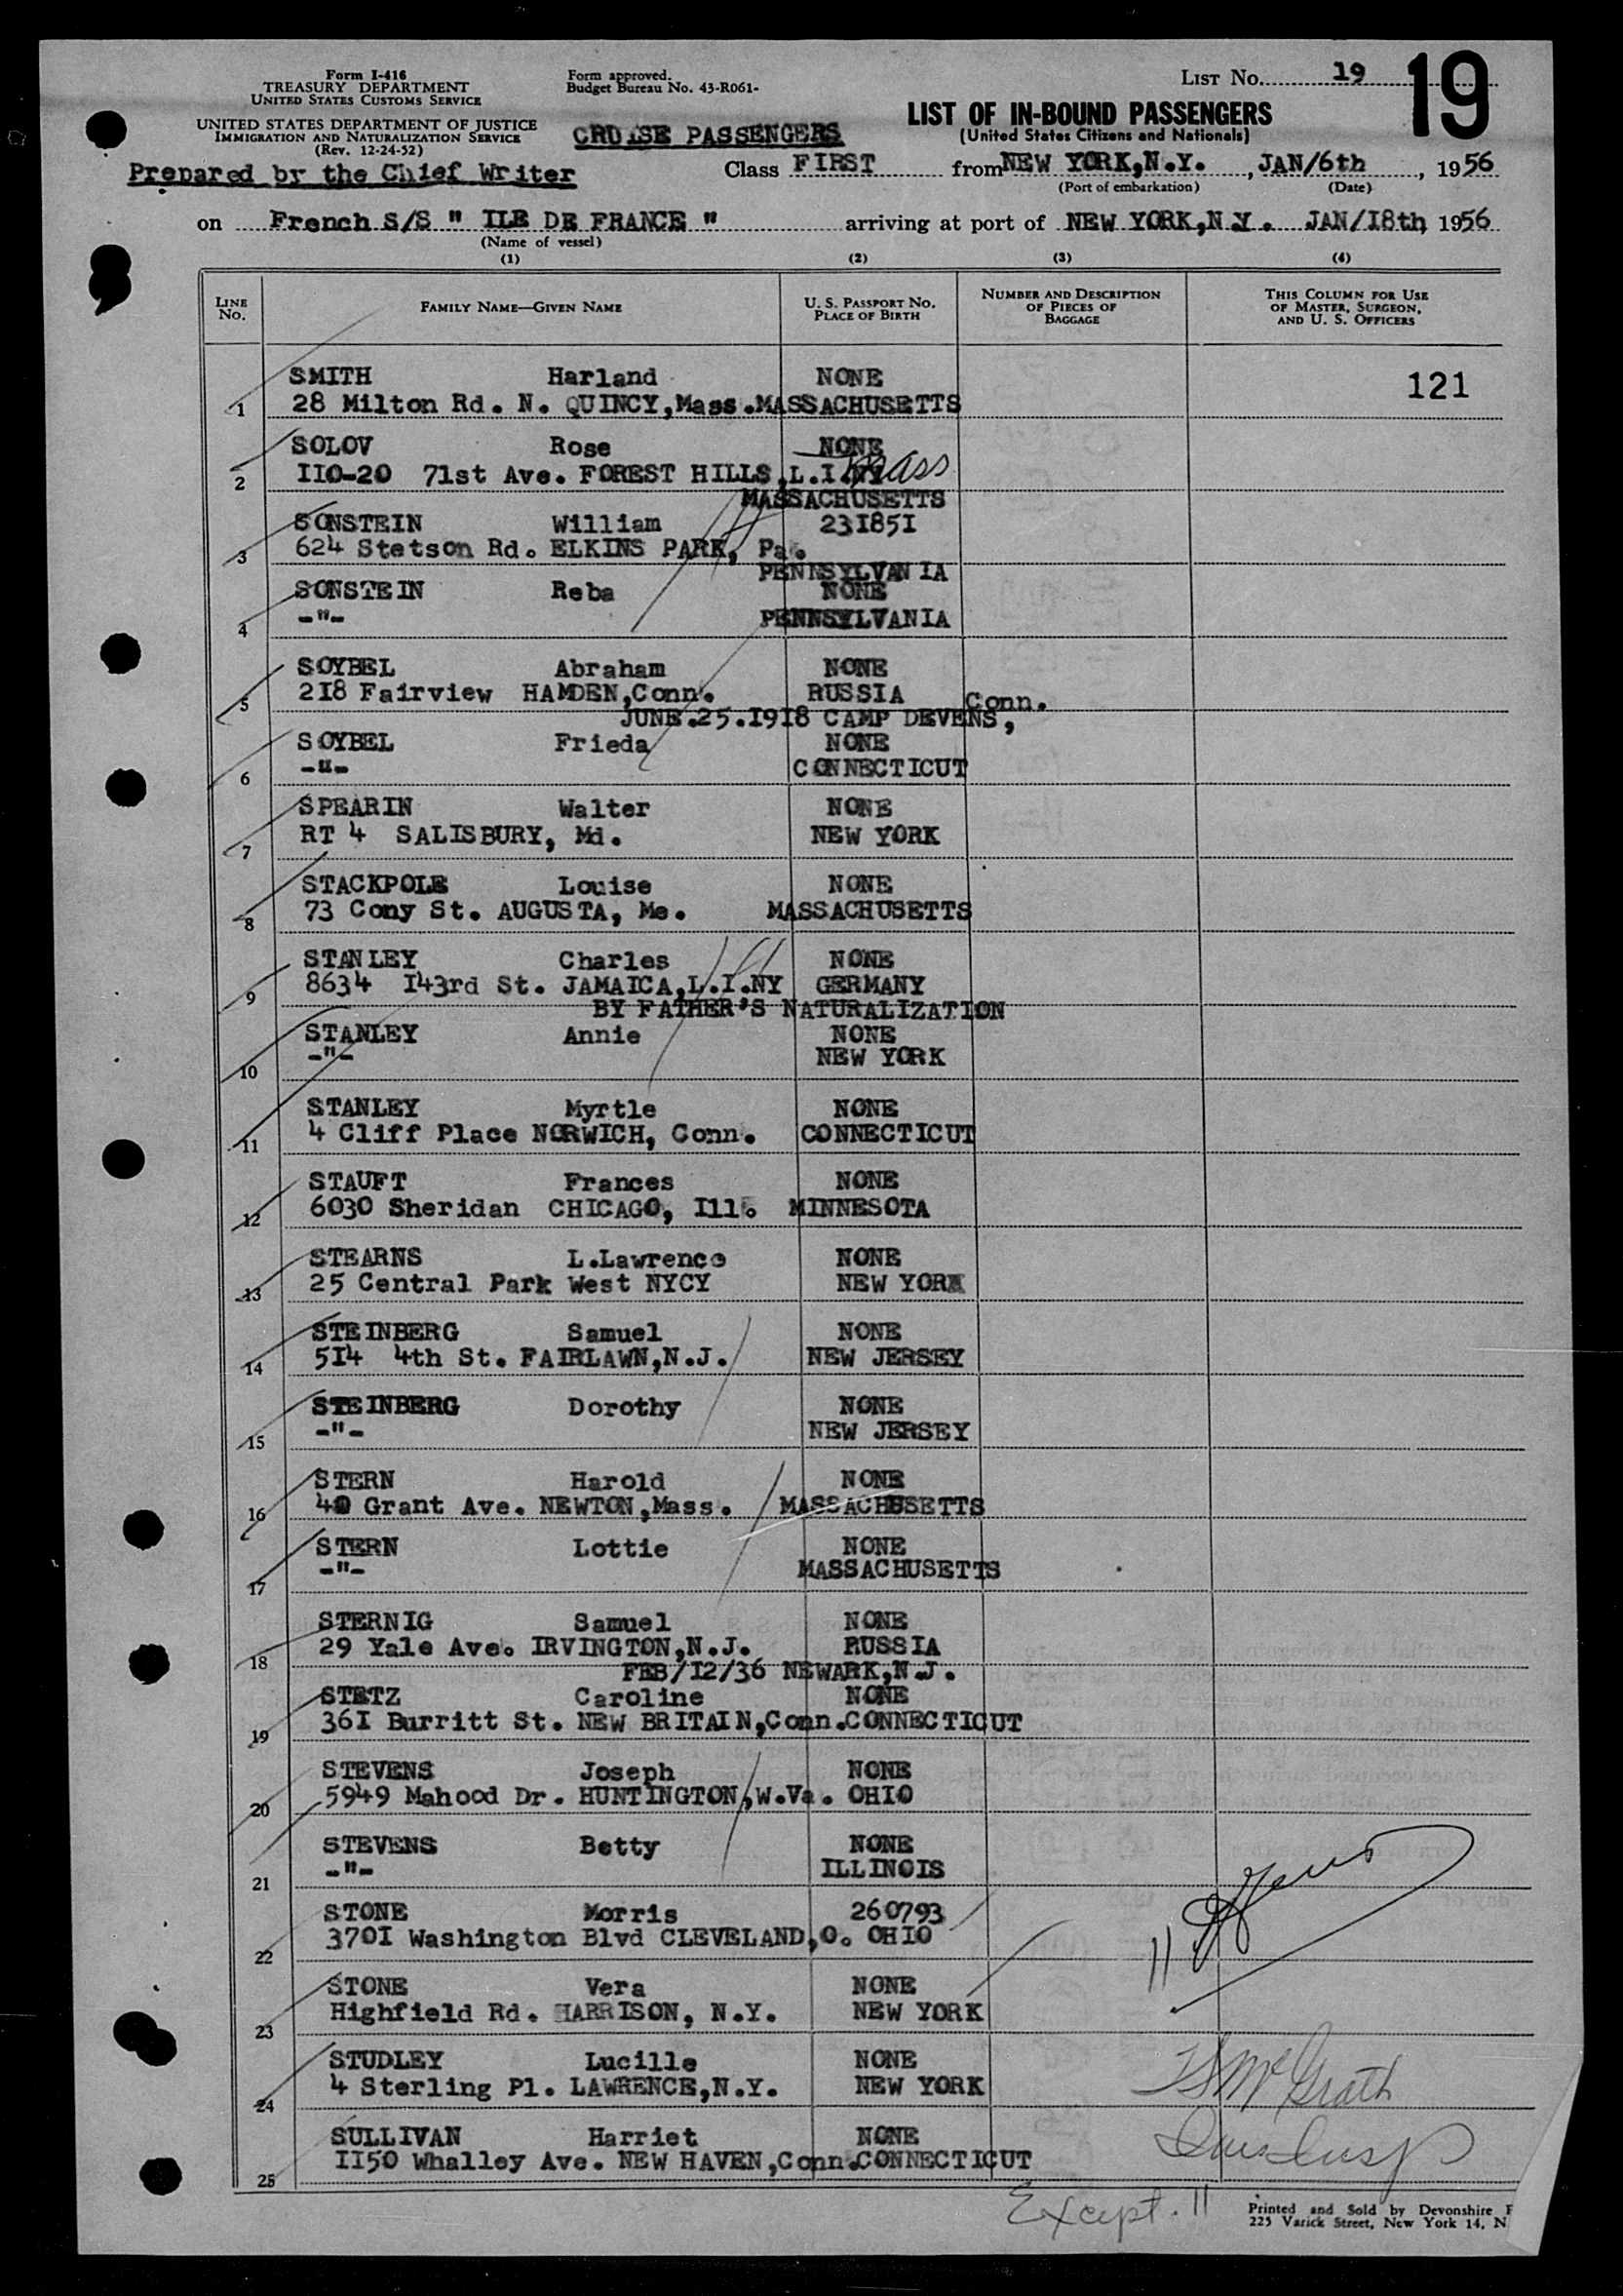 Form I-416
TREASURY DEPARTMENT
UNITED STATES CUSTOMS SERVICE
UNITED STATES DEPARTMENT OF JUSTICE
IMMIGRATION AND NATURALIZATION SERVICE
(Rev. 12-24-52)
Form approved.
Budget Bureau No. 43-R061-
LIST No. 19
19
LIST OF IN-BOUND PASSENGERS
(United States Citizens and Nationals)
CRUISE PASSENGERS
Prepared by the Chief Writer
Class FIRST from NEW YORK,N.Y. , JAN/6th , 1956
(Port of embarkation) (Date)
on French S/S " ILE DE FRANCE " arriving at port of NEW YORK,N.Y. JAN/18th 1956
(Name of vessel)
(1) (2) (3) (4)
LINE No. FAMILY NAME—GIVEN NAME U. S. PASSPORT No. PLACE OF BIRTH NUMBER AND DESCRIPTION OF PIECES OF BAGGAGE THIS COLUMN FOR USE OF MASTER, SURGEON, AND U. S. OFFICERS
SMITH Harland NONE 121
1 28 Milton Rd. N. QUINCY,Mass. MASSACHUSETTS
SOLOV Rose NONE
2 110-20 71st Ave. FOREST HILLS,L.I.NY Mass
MASSACHUSETTS
SONSTEIN William 231851
3 624 Stetson Rd. ELKINS PARK, Pa.
PENNSYLVANIA
SONSTEIN Reba NONE
4 -"- PENNSYLVANIA
SOYBEL Abraham NONE
5 218 Fairview HAMDEN,Conn. RUSSIA Conn.
JUNE.25.1918 CAMP DEVENS,
SOYBEL Frieda NONE
6 -"- CONNECTICUT
SPEARIN Walter NONE
7 RT 4 SALISBURY, Md. NEW YORK
STACKPOLE Louise NONE
8 73 Cony St. AUGUSTA, Me. MASSACHUSETTS
STANLEY Charles NONE
9 8634 143rd St. JAMAICA,L.I.NY GERMANY
BY FATHER'S NATURALIZATION
STANLEY Annie NONE
10 -"- NEW YORK
STANLEY Myrtle NONE
11 4 Cliff Place NORWICH, Conn. CONNECTICUT
STAUFT Frances NONE
12 6030 Sheridan CHICAGO, Ill. MINNESOTA
STEARNS L.Lawrence NONE
13 25 Central Park West NYCY NEW YORK
STEINBERG Samuel NONE
14 514 4th St. FAIRLAWN,N.J. NEW JERSEY
STEINBERG Dorothy NONE
15 -"- NEW JERSEY
STERN Harold NONE
16 40 Grant Ave. NEWTON,Mass. MASSACHUSETTS
STERN Lottie NONE
17 -"- MASSACHUSETTS
STERNIG Samuel NONE
18 29 Yale Ave. IRVINGTON,N.J. RUSSIA
FEB/12/36 NEWARK,N.J.
STETZ Caroline NONE
19 361 Burritt St. NEW BRITAIN,Conn. CONNECTICUT
STEVENS Joseph NONE
20 5949 Mahood Dr. HUNTINGTON,W.Va. OHIO
STEVENS Betty NONE
21 -"- ILLINOIS
STONE Morris 260793
22 3701 Washington Blvd CLEVELAND,O. OHIO
11
STONE Vera NONE
23 Highfield Rd. HARRISON, N.Y. NEW YORK
STUDLEY Lucille NONE
24 4 Sterling Pl. LAWRENCE,N.Y. NEW YORK
McGrath
SULLIVAN Harriet NONE
25 1150 Whalley Ave. NEW HAVEN,Conn. CONNECTICUT
Except. 11
Printed and Sold by Devonshire
225 Varick Street, New York 14, N